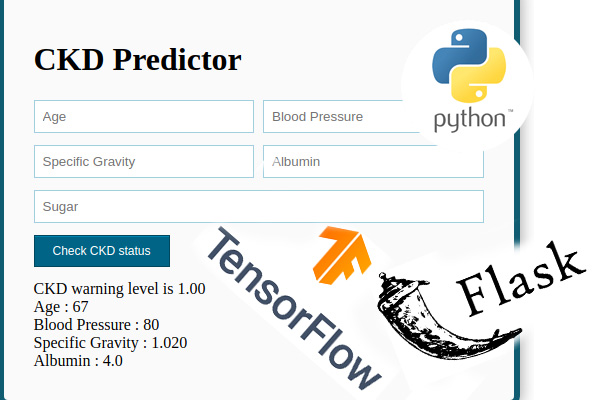 CKD Predictor
Age
Blood Pressure
python™
Specific Gravity
Albumin
Sugar
Check CKD status
TensorFlow
Flask
CKD warning level is 1.00
Age : 67
Blood Pressure : 80
Specific Gravity : 1.020
Albumin : 4.0